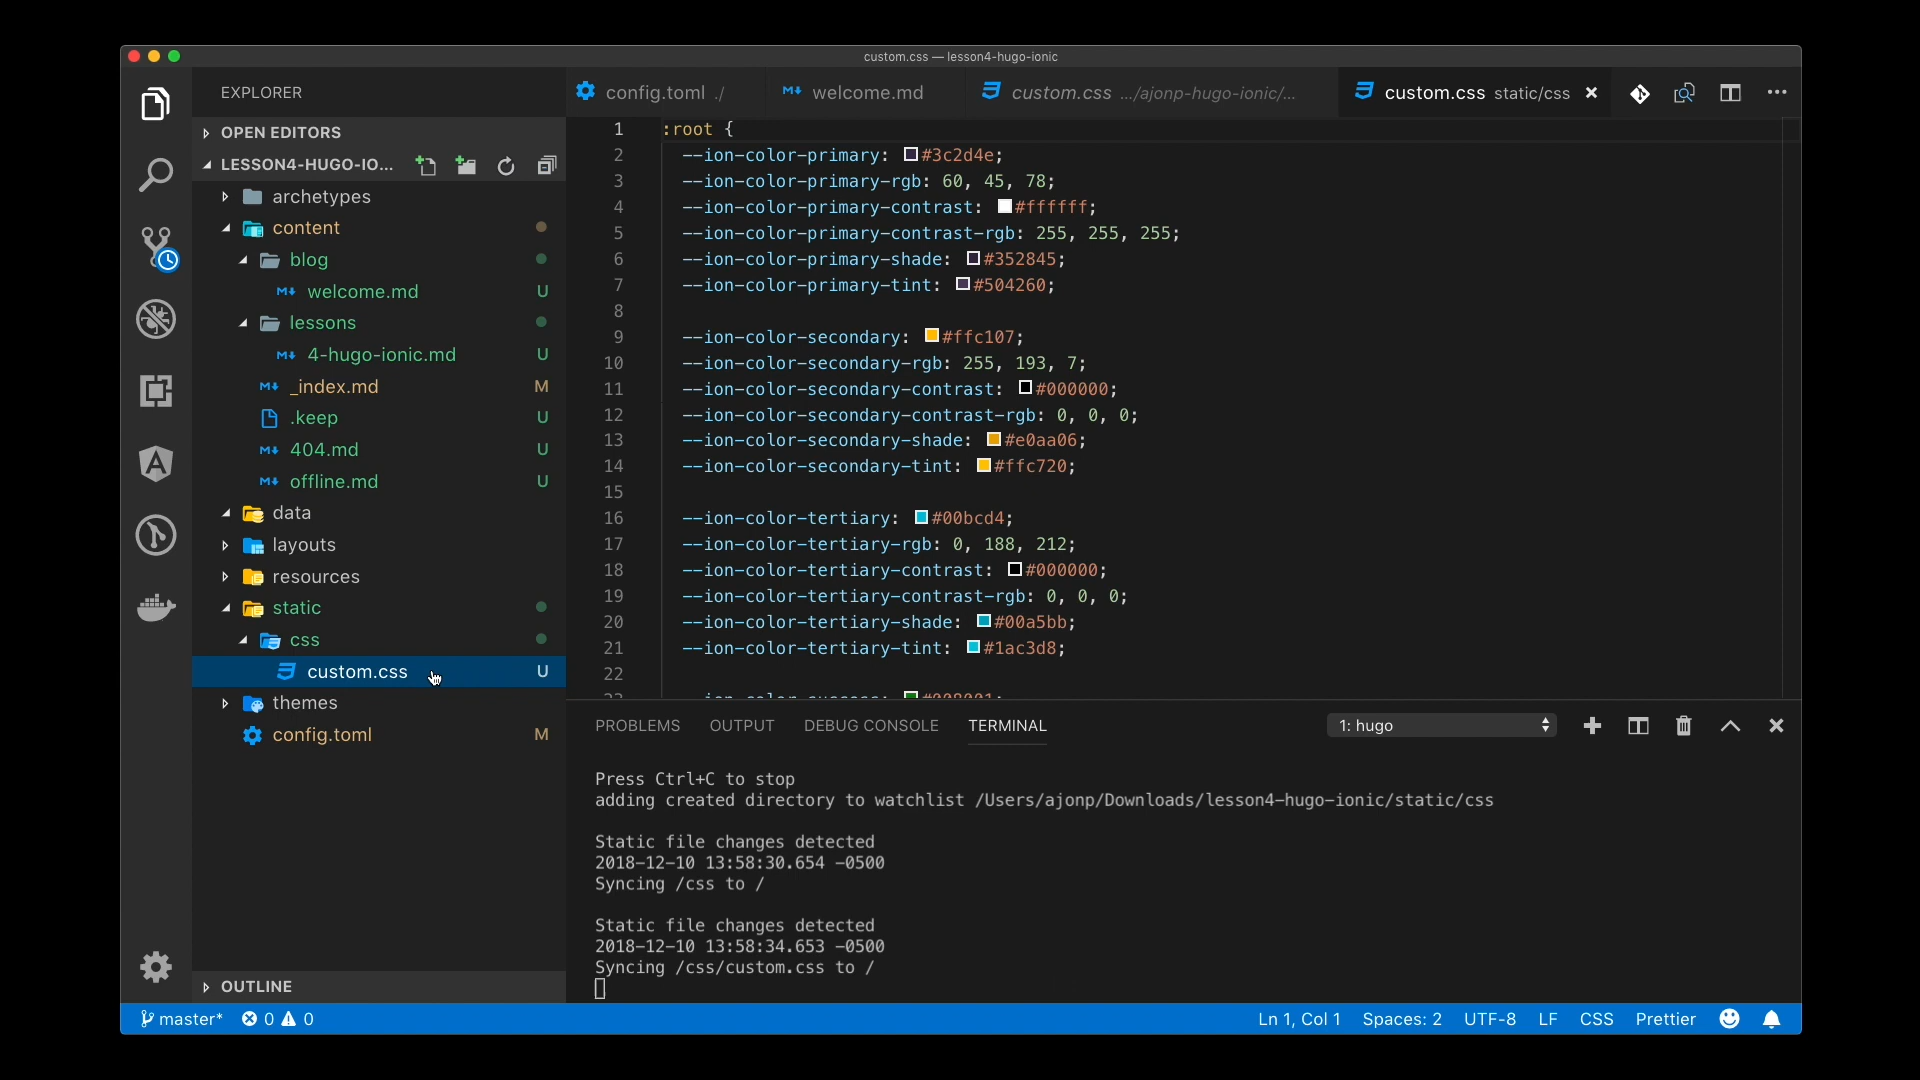 custom.css — lesson4-hugo-ionic
EXPLORER
OPEN EDITORS
LESSON4-HUGO-IO...
archetypes
content
blog
welcome.md U
lessons
4-hugo-ionic.md U
_index.md M
.keep U
404.md U
offline.md U
data
layouts
resources
static
css
custom.css U
themes
config.toml M
OUTLINE
config.toml ./
welcome.md
custom.css .../ajonp-hugo-ionic/...
custom.css static/css
1 :root {
2 --ion-color-primary: #3c2d4e;
3 --ion-color-primary-rgb: 60, 45, 78;
4 --ion-color-primary-contrast: #ffffff;
5 --ion-color-primary-contrast-rgb: 255, 255, 255;
6 --ion-color-primary-shade: #352845;
7 --ion-color-primary-tint: #504260;
8
9 --ion-color-secondary: #ffc107;
10 --ion-color-secondary-rgb: 255, 193, 7;
11 --ion-color-secondary-contrast: #000000;
12 --ion-color-secondary-contrast-rgb: 0, 0, 0;
13 --ion-color-secondary-shade: #e0aa06;
14 --ion-color-secondary-tint: #ffc720;
15
16 --ion-color-tertiary: #00bcd4;
17 --ion-color-tertiary-rgb: 0, 188, 212;
18 --ion-color-tertiary-contrast: #000000;
19 --ion-color-tertiary-contrast-rgb: 0, 0, 0;
20 --ion-color-tertiary-shade: #00a5bb;
21 --ion-color-tertiary-tint: #1ac3d8;
22
PROBLEMS OUTPUT DEBUG CONSOLE TERMINAL
1: hugo
Press Ctrl+C to stop
adding created directory to watchlist /Users/ajonp/Downloads/lesson4-hugo-ionic/static/css
Static file changes detected
2018-12-10 13:58:30.654 -0500
Syncing /css to /
Static file changes detected
2018-12-10 13:58:34.653 -0500
Syncing /css/custom.css to /
master* 0 0
Ln 1, Col 1 Spaces: 2 UTF-8 LF CSS Prettier